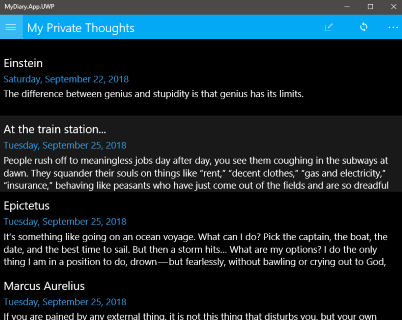 MyDiary.App.UWP
My Private Thoughts
Einstein
Saturday, September 22, 2018
The difference between genius and stupidity is that genius has its limits.
At the train station...
Tuesday, September 25, 2018
People rush off to meaningless jobs day after day, you see them coughing in the subways at
dawn. They squander their souls on things like “rent,” “decent clothes,” “gas and electricity,”
“insurance,” behaving like peasants who have just come out of the fields and are so dreadful
Epictetus
Tuesday, September 25, 2018
It's something like going on an ocean voyage. What can I do? Pick the captain, the boat, the
date, and the best time to sail. But then a storm hits... What are my options? I do the only
thing I am in a position to do, drown—but fearlessly, without bawling or crying out to God,
Marcus Aurelius
Tuesday, September 25, 2018
If you are pained by any external thing, it is not this thing that disturbs you, but your own